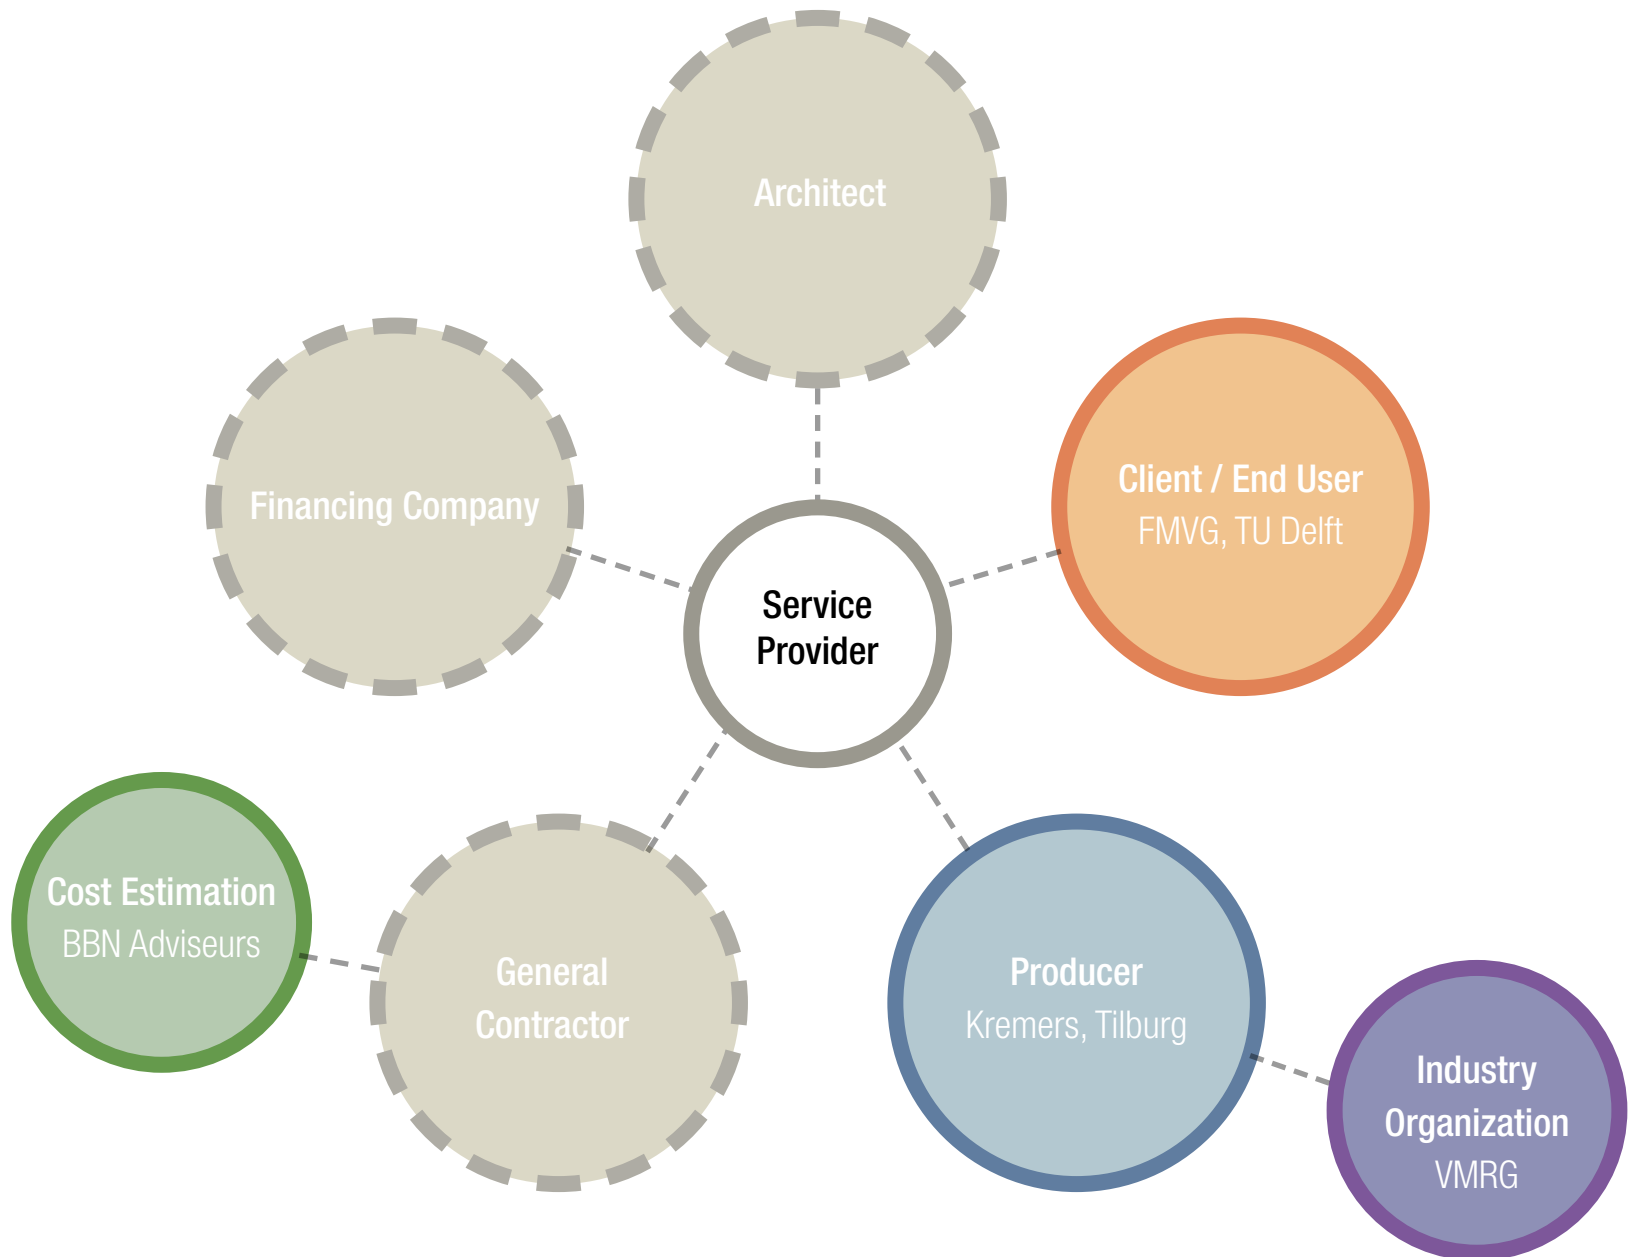 Architect
Financing Company
Client / End User
FMVG, TU Delft
Service
Provider
Cost Estimation
BBN Adviseurs
General
Contractor
Producer
Kremers, Tilburg
Industry
Organization
VMRG